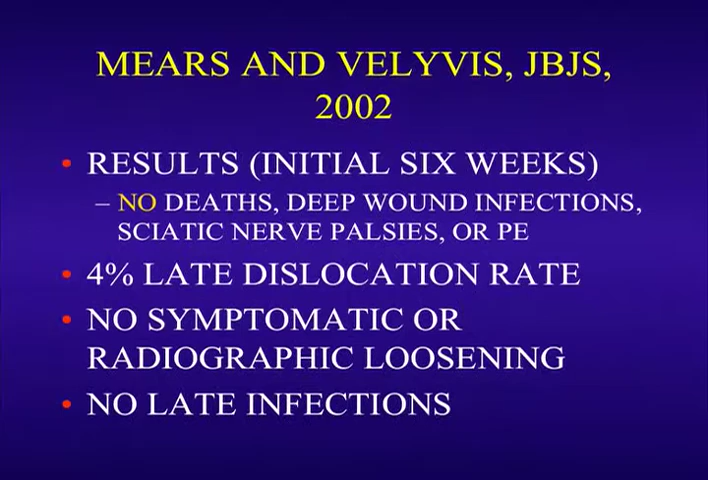 MEARS AND VELYVIS, JBJS,
2002
• RESULTS (INITIAL SIX WEEKS)
– NO DEATHS, DEEP WOUND INFECTIONS,
SCIATIC NERVE PALSIES, OR PE
• 4% LATE DISLOCATION RATE
• NO SYMPTOMATIC OR
RADIOGRAPHIC LOOSENING
• NO LATE INFECTIONS